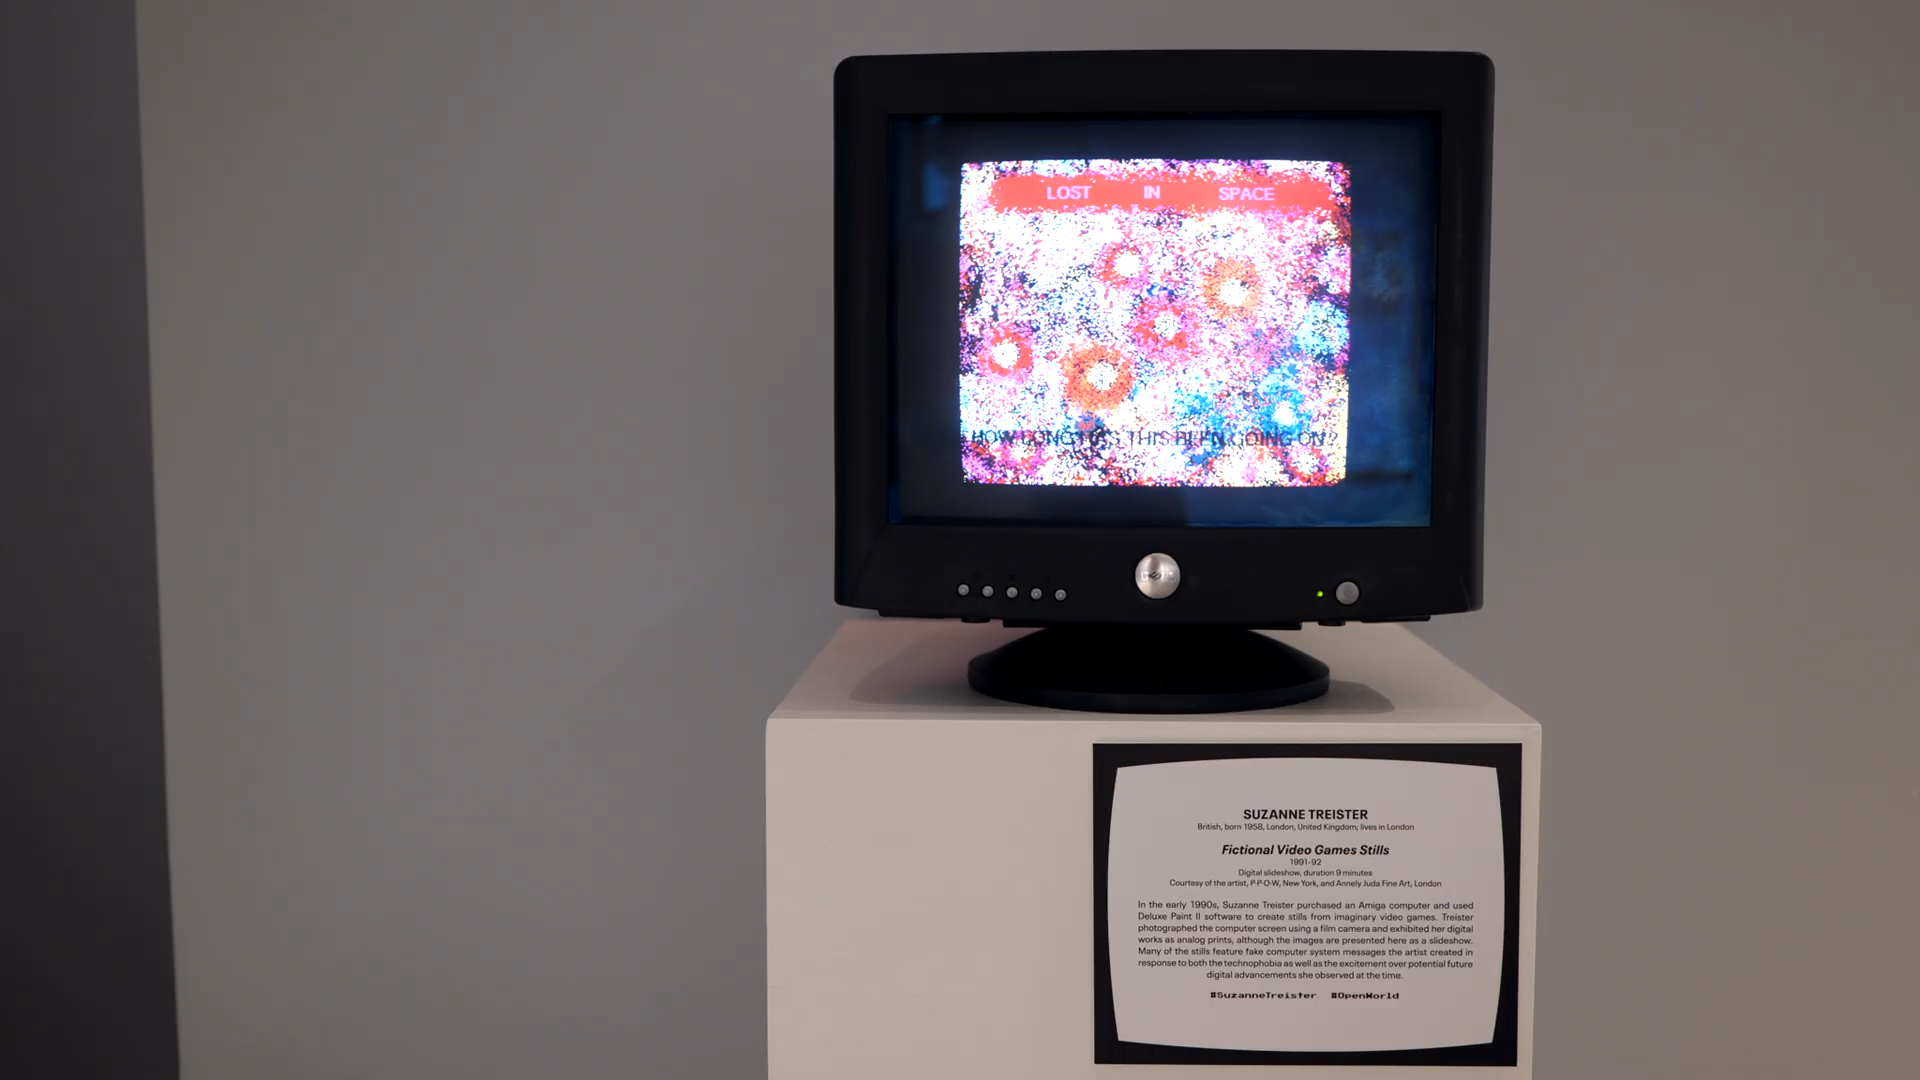 LOST IN SPACE
HOW LONG HAS THIS BEEN GOING ON?
SUZANNE TREISTER
British, born 1958, London, United Kingdom; lives in London
Fictional Video Games Stills
1991-92
Digital slideshow, duration 9 minutes
Courtesy of the artist, P·P·O·W, New York, and Annely Juda Fine Art, London
In the early 1990s, Suzanne Treister purchased an Amiga computer and used
Deluxe Paint II software to create stills from imaginary video games. Treister
photographed the computer screen using a film camera and exhibited her digital
works as analog prints, although the images are presented here as a slideshow.
Many of the stills feature fake computer system messages the artist created in
response to both the technophobia as well as the excitement over potential future
digital advancements she observed at the time.
#SuzanneTreister #OpenWorld